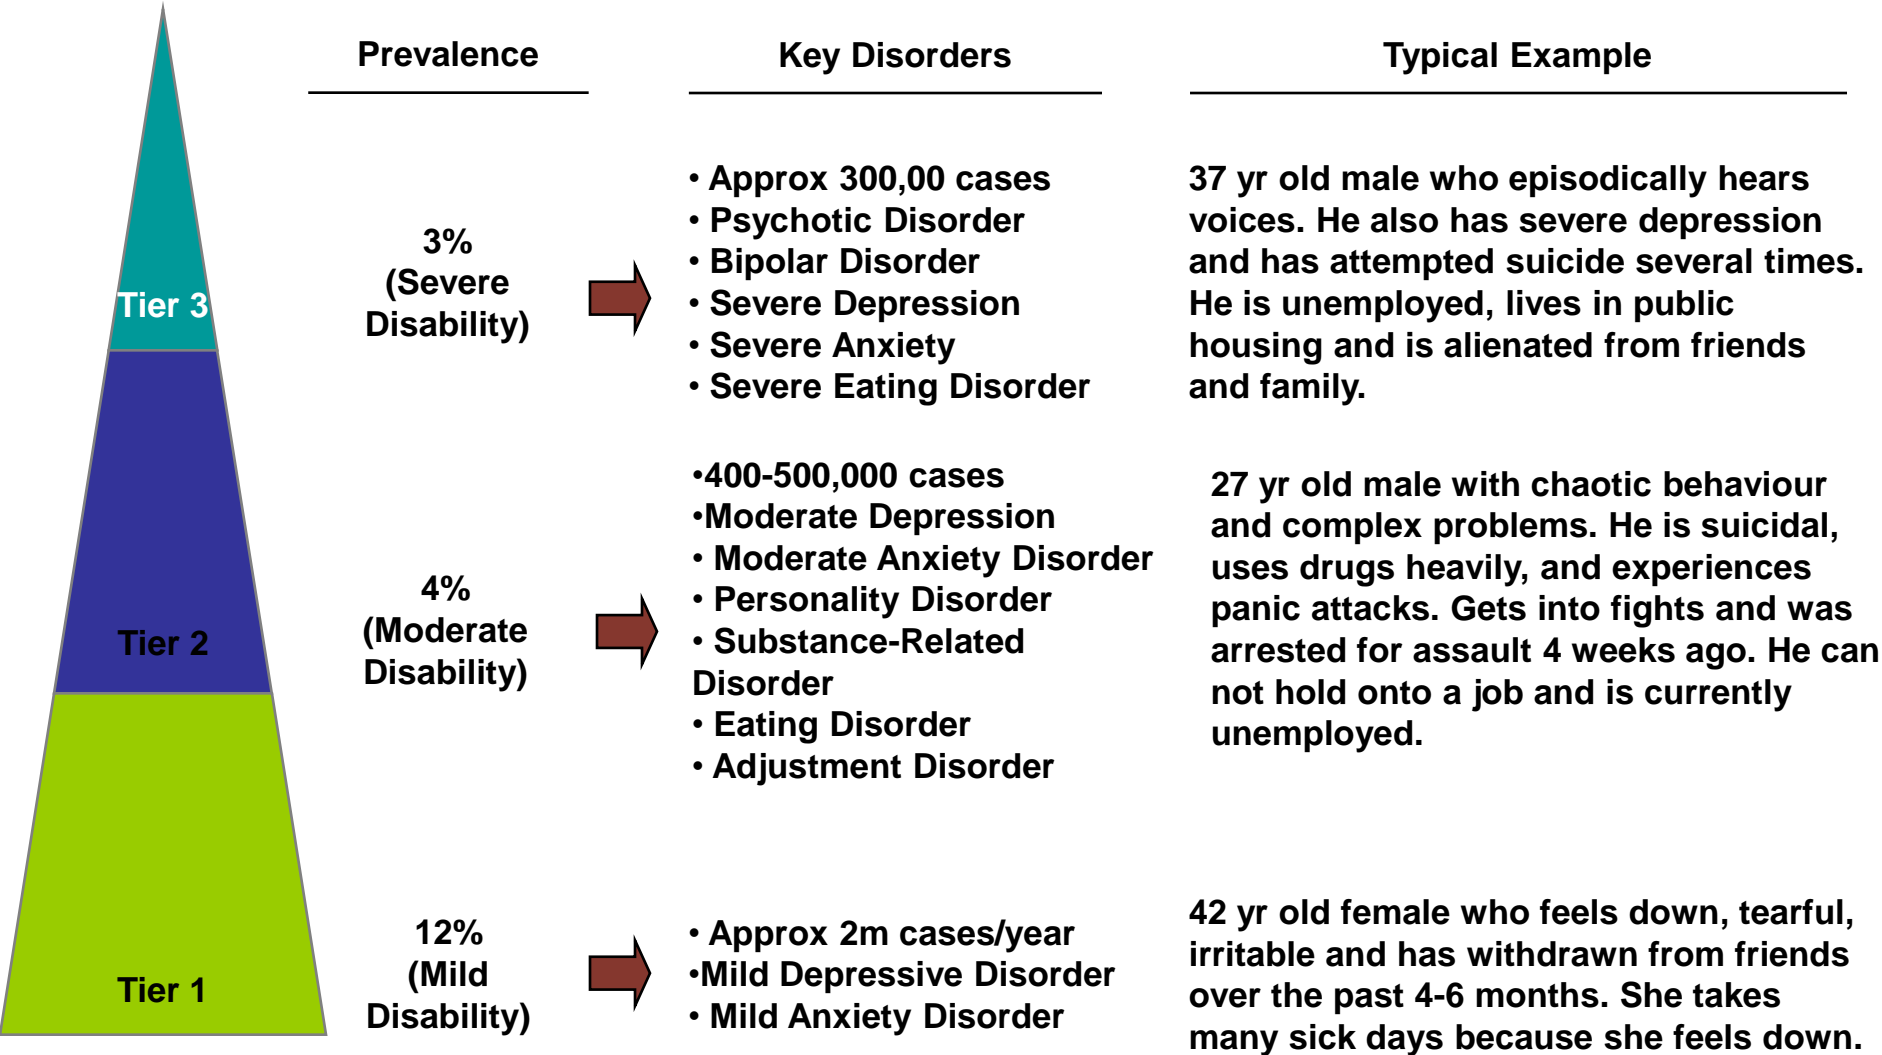 Prevalence
Key Disorders
Typical Example
Tier 3
3%
(Severe
Disability)
• Approx 300,00 cases
• Psychotic Disorder
• Bipolar Disorder
• Severe Depression
• Severe Anxiety
• Severe Eating Disorder
37 yr old male who episodically hears
voices. He also has severe depression
and has attempted suicide several times.
He is unemployed, lives in public
housing and is alienated from friends
and family.
Tier 2
4%
(Moderate
Disability)
•400-500,000 cases
•Moderate Depression
• Moderate Anxiety Disorder
• Personality Disorder
• Substance-Related
Disorder
• Eating Disorder
• Adjustment Disorder
27 yr old male with chaotic behaviour
and complex problems. He is suicidal,
uses drugs heavily, and experiences
panic attacks. Gets into fights and was
arrested for assault 4 weeks ago. He can
not hold onto a job and is currently
unemployed.
Tier 1
12%
(Mild
Disability)
• Approx 2m cases/year
•Mild Depressive Disorder
• Mild Anxiety Disorder
42 yr old female who feels down, tearful,
irritable and has withdrawn from friends
over the past 4-6 months. She takes
many sick days because she feels down.